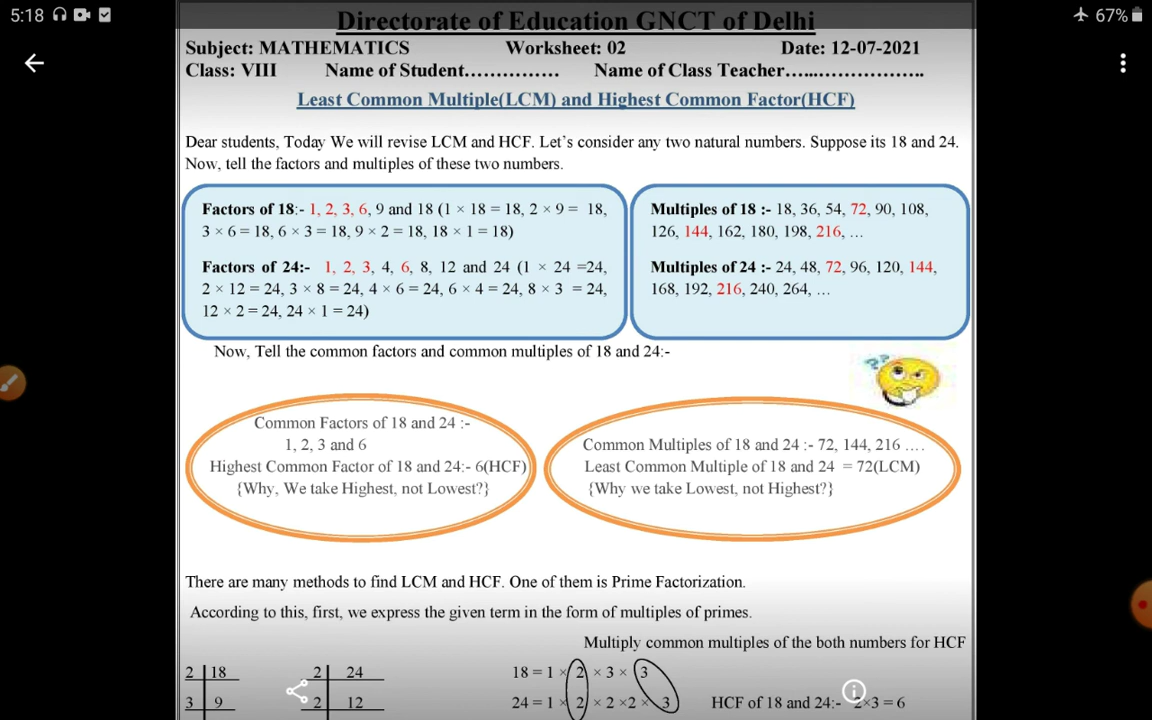 5:18
67%
Directorate of Education GNCT of Delhi
Subject: MATHEMATICS Worksheet: 02 Date: 12-07-2021
Class: VIII Name of Student............... Name of Class Teacher........................
Least Common Multiple(LCM) and Highest Common Factor(HCF)
Dear students, Today We will revise LCM and HCF. Let's consider any two natural numbers. Suppose its 18 and 24.
Now, tell the factors and multiples of these two numbers.
Factors of 18:- 1, 2, 3, 6, 9 and 18 (1 × 18 = 18, 2 × 9 = 18,
3 × 6 = 18, 6 × 3 = 18, 9 × 2 = 18, 18 × 1 = 18)
Factors of 24:- 1, 2, 3, 4, 6, 8, 12 and 24 (1 × 24 =24,
2 × 12 = 24, 3 × 8 = 24, 4 × 6 = 24, 6 × 4 = 24, 8 × 3 = 24,
12 × 2 = 24, 24 × 1 = 24)
Multiples of 18 :- 18, 36, 54, 72, 90, 108,
126, 144, 162, 180, 198, 216, ...
Multiples of 24 :- 24, 48, 72, 96, 120, 144,
168, 192, 216, 240, 264, ...
Now, Tell the common factors and common multiples of 18 and 24:-
??
Common Factors of 18 and 24 :-
1, 2, 3 and 6
Highest Common Factor of 18 and 24:- 6(HCF)
{Why, We take Highest, not Lowest?}
Common Multiples of 18 and 24 :- 72, 144, 216 ....
Least Common Multiple of 18 and 24 = 72(LCM)
{Why we take Lowest, not Highest?}
There are many methods to find LCM and HCF. One of them is Prime Factorization.
According to this, first, we express the given term in the form of multiples of primes.
Multiply common multiples of the both numbers for HCF
2 18 2 24 18 = 1 × 2 × 3 × 3
3 9 2 12 24 = 1 × 2 × 2 ×2 × 3 HCF of 18 and 24:- 2×3 = 6